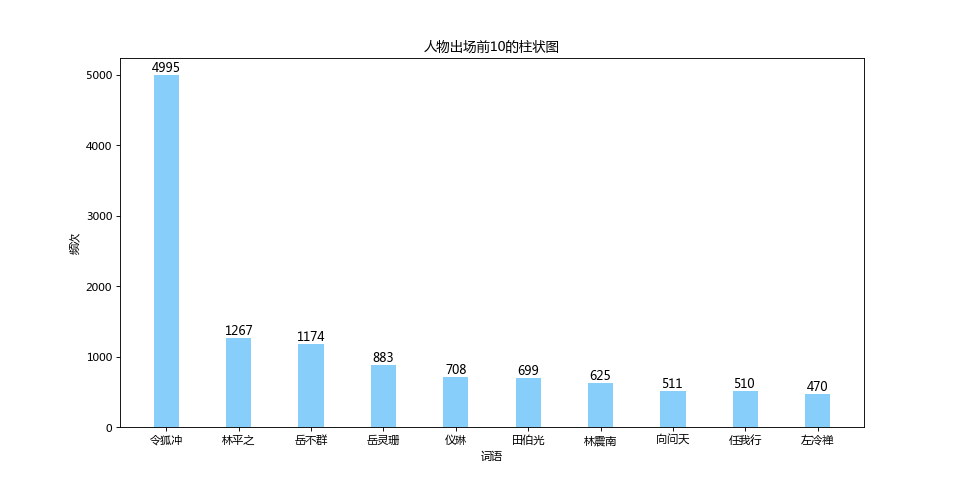 人物出场前10的柱状图
频次
5000
4000
3000
2000
1000
0
4995
1267
1174
883
708
699
625
511
510
470
令狐冲
林平之
岳不群
岳灵珊
仪琳
田伯光
林震南
向问天
任我行
左冷禅
词语